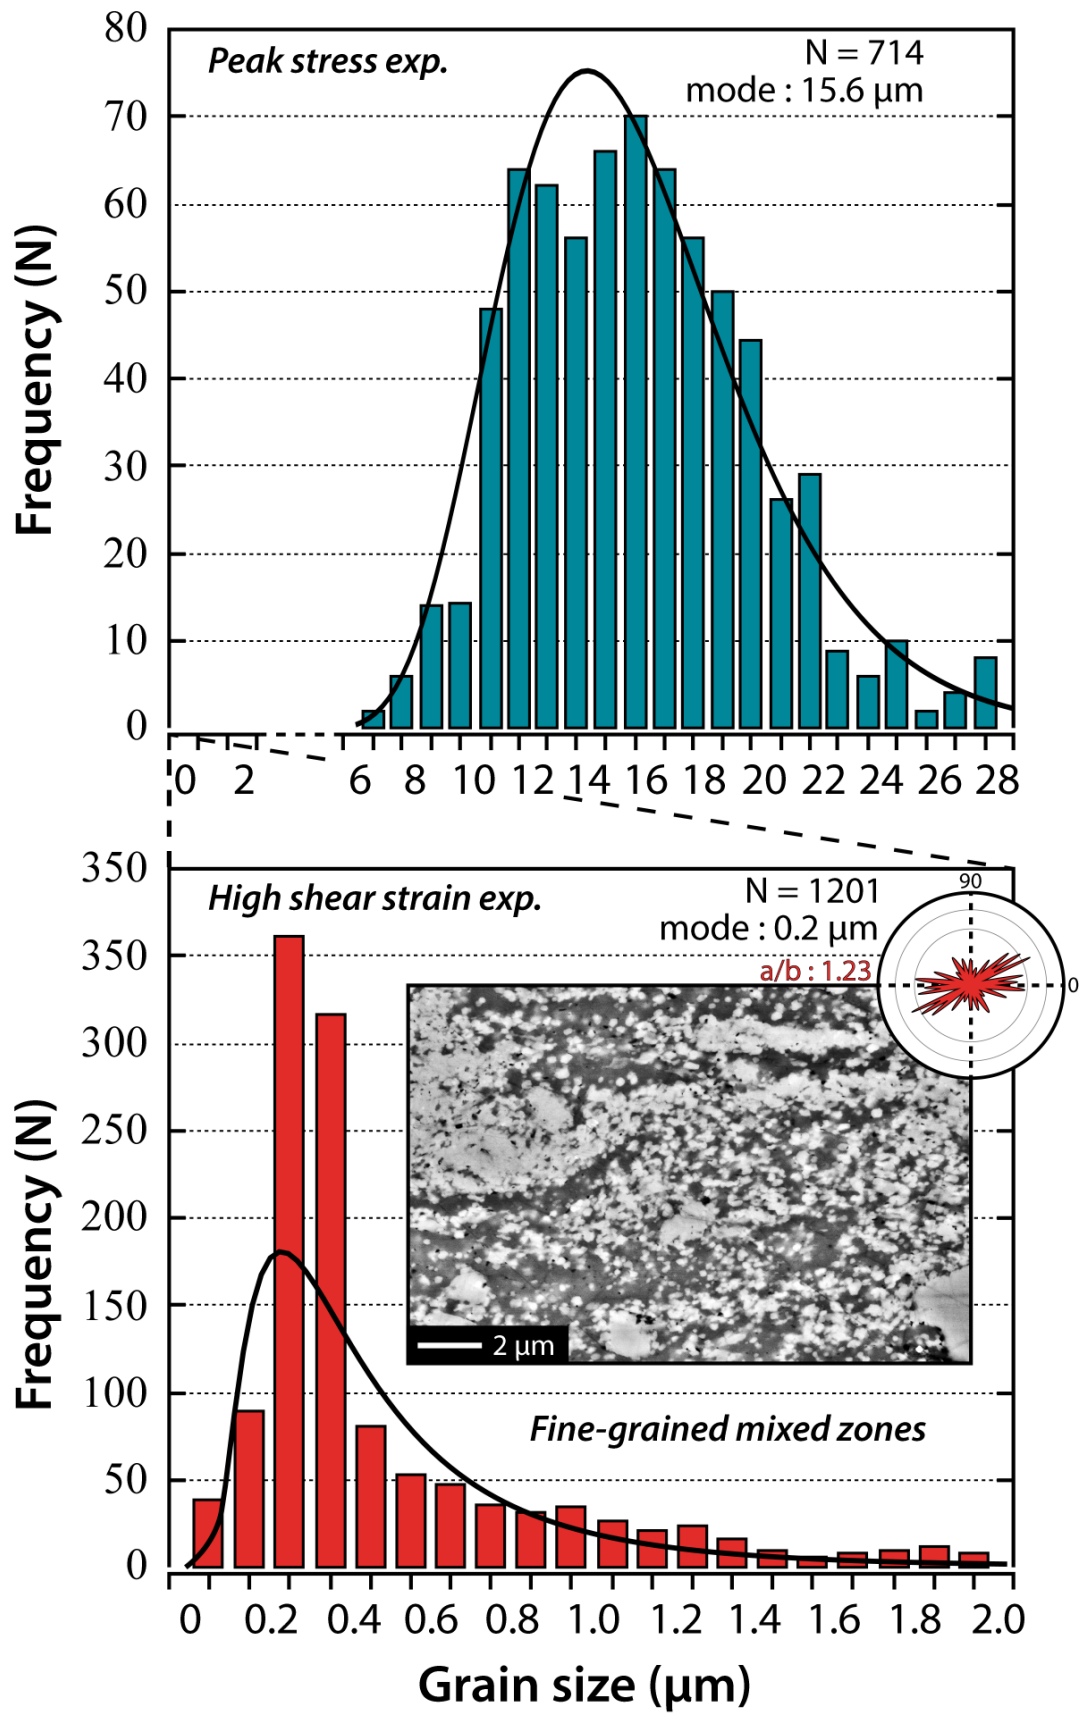 80
Peak stress exp.
N = 714
mode : 15.6 µm
70
60
50
40
30
20
10
0
Frequency (N)
0 2 6 8 10 12 14 16 18 20 22 24 26 28
350
High shear strain exp.
N = 1201
mode : 0.2 µm
a/b : 1.23
90
0
350
300
250
200
150
100
50
0
Frequency (N)
2 µm
Fine-grained mixed zones
0 0.2 0.4 0.6 0.8 1.0 1.2 1.4 1.6 1.8 2.0
Grain size (µm)